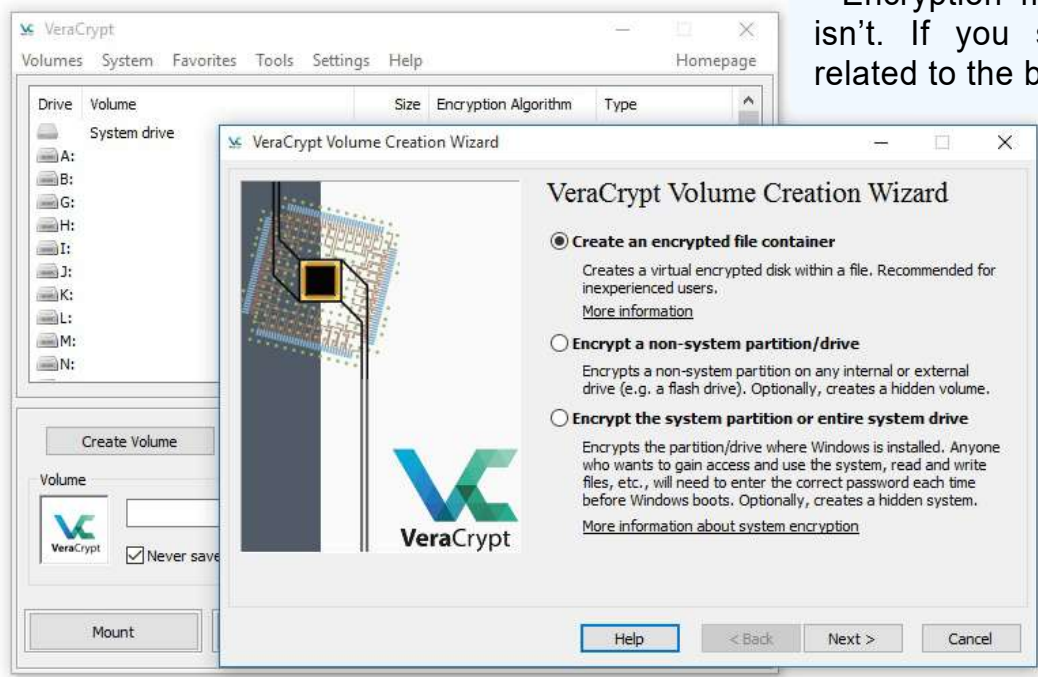 Encryption
isn't. If you
related to the
VeraCrypt
Volumes System Favorites Tools Settings Help Homepage
Drive Volume Size Encryption Algorithm Type
System drive
A:
B:
G:
H:
I:
J:
K:
L:
M:
N:
Create Volume
Volume
VeraCrypt
Never save
Mount
VeraCrypt Volume Creation Wizard
VeraCrypt Volume Creation Wizard
Create an encrypted file container
Creates a virtual encrypted disk within a file. Recommended for
inexperienced users.
More information
Encrypt a non-system partition/drive
Encrypts a non-system partition on any internal or external
drive (e.g. a flash drive). Optionally, creates a hidden volume.
Encrypt the system partition or entire system drive
Encrypts the partition/drive where Windows is installed. Anyone
who wants to gain access and use the system, read and write
files, etc., will need to enter the correct password each time
before Windows boots. Optionally, creates a hidden system.
More information about system encryption
VeraCrypt
Help < Back Next > Cancel